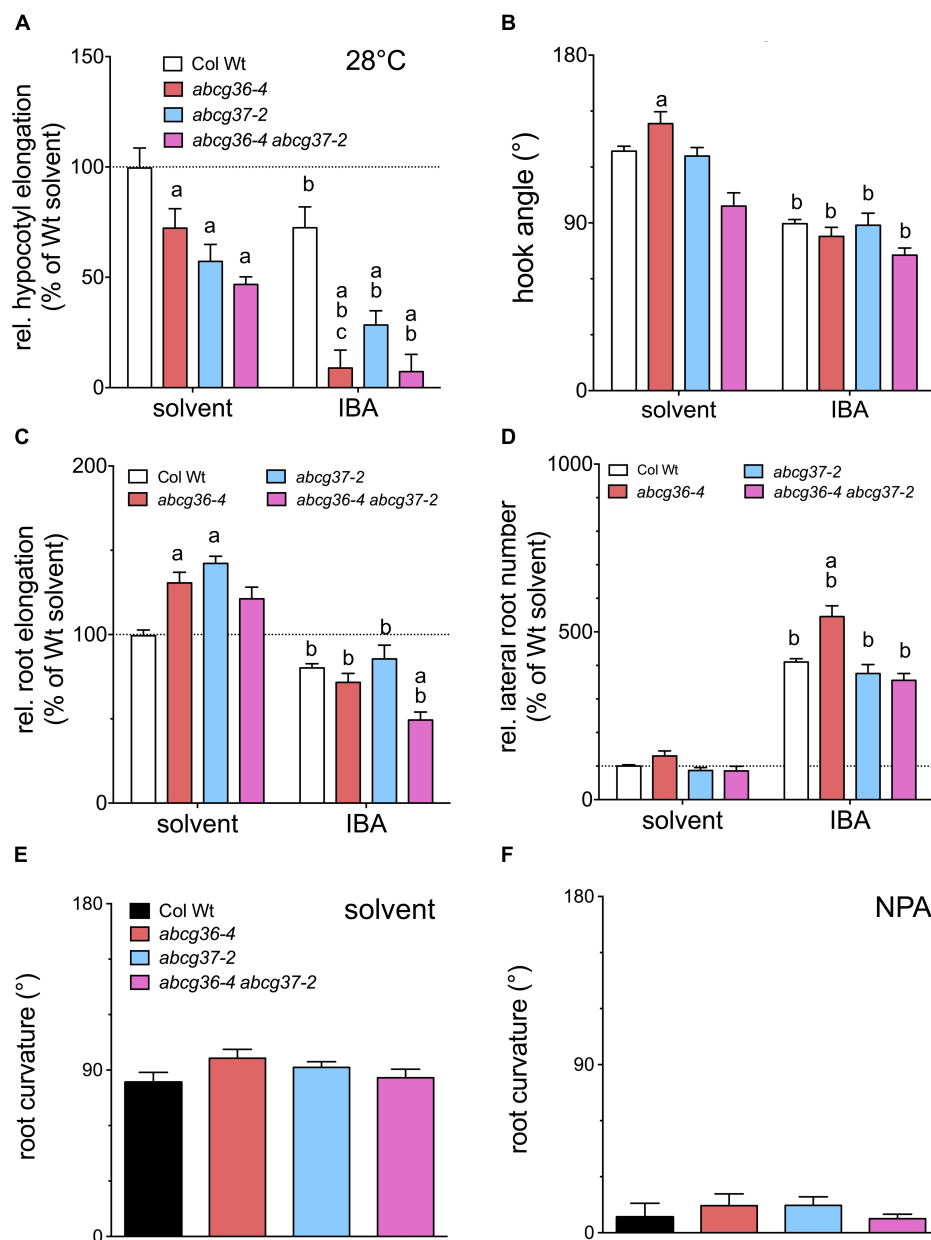 A
28°C
Col Wt
abcg36-4
abcg37-2
abcg36-4 abcg37-2
rel. hypocotyl elongation
(% of Wt solvent)
150
100
50
0
a
a
a
b
a
b
c
a
b
a
b
solvent
IBA
B
hook angle (°)
180
90
0
a
b
b
b
b
solvent
IBA
C
Col Wt
abcg36-4
abcg37-2
abcg36-4 abcg37-2
rel. root elongation
(% of Wt solvent)
200
100
0
a
a
b
b
b
a
b
solvent
IBA
D
Col Wt
abcg36-4
abcg37-2
abcg36-4 abcg37-2
rel. lateral root number
(% of Wt solvent)
1000
500
0
b
a
b
b
b
solvent
IBA
E
solvent
Col Wt
abcg36-4
abcg37-2
abcg36-4 abcg37-2
root curvature (°)
180
90
0
F
NPA
root curvature (°)
180
90
0